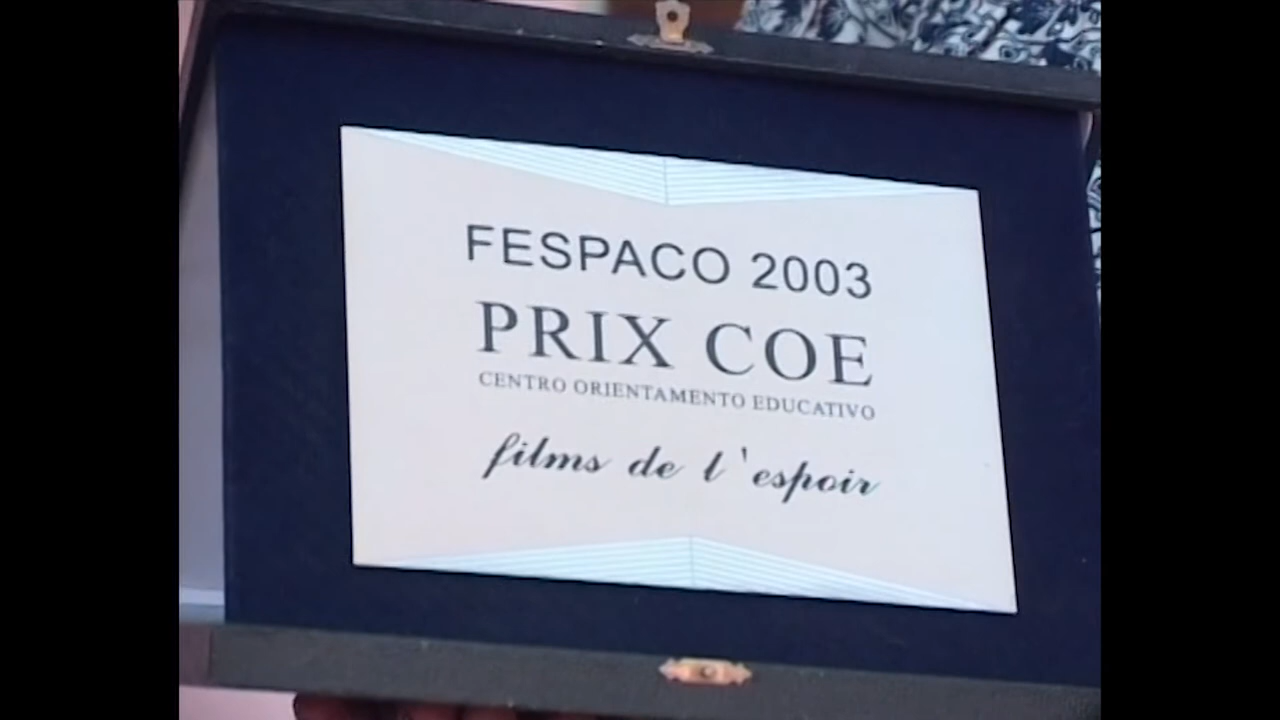 FESPACO 2003
PRIX COE
CENTRO ORIENTAMENTO EDUCATIVO
films de l'espoir